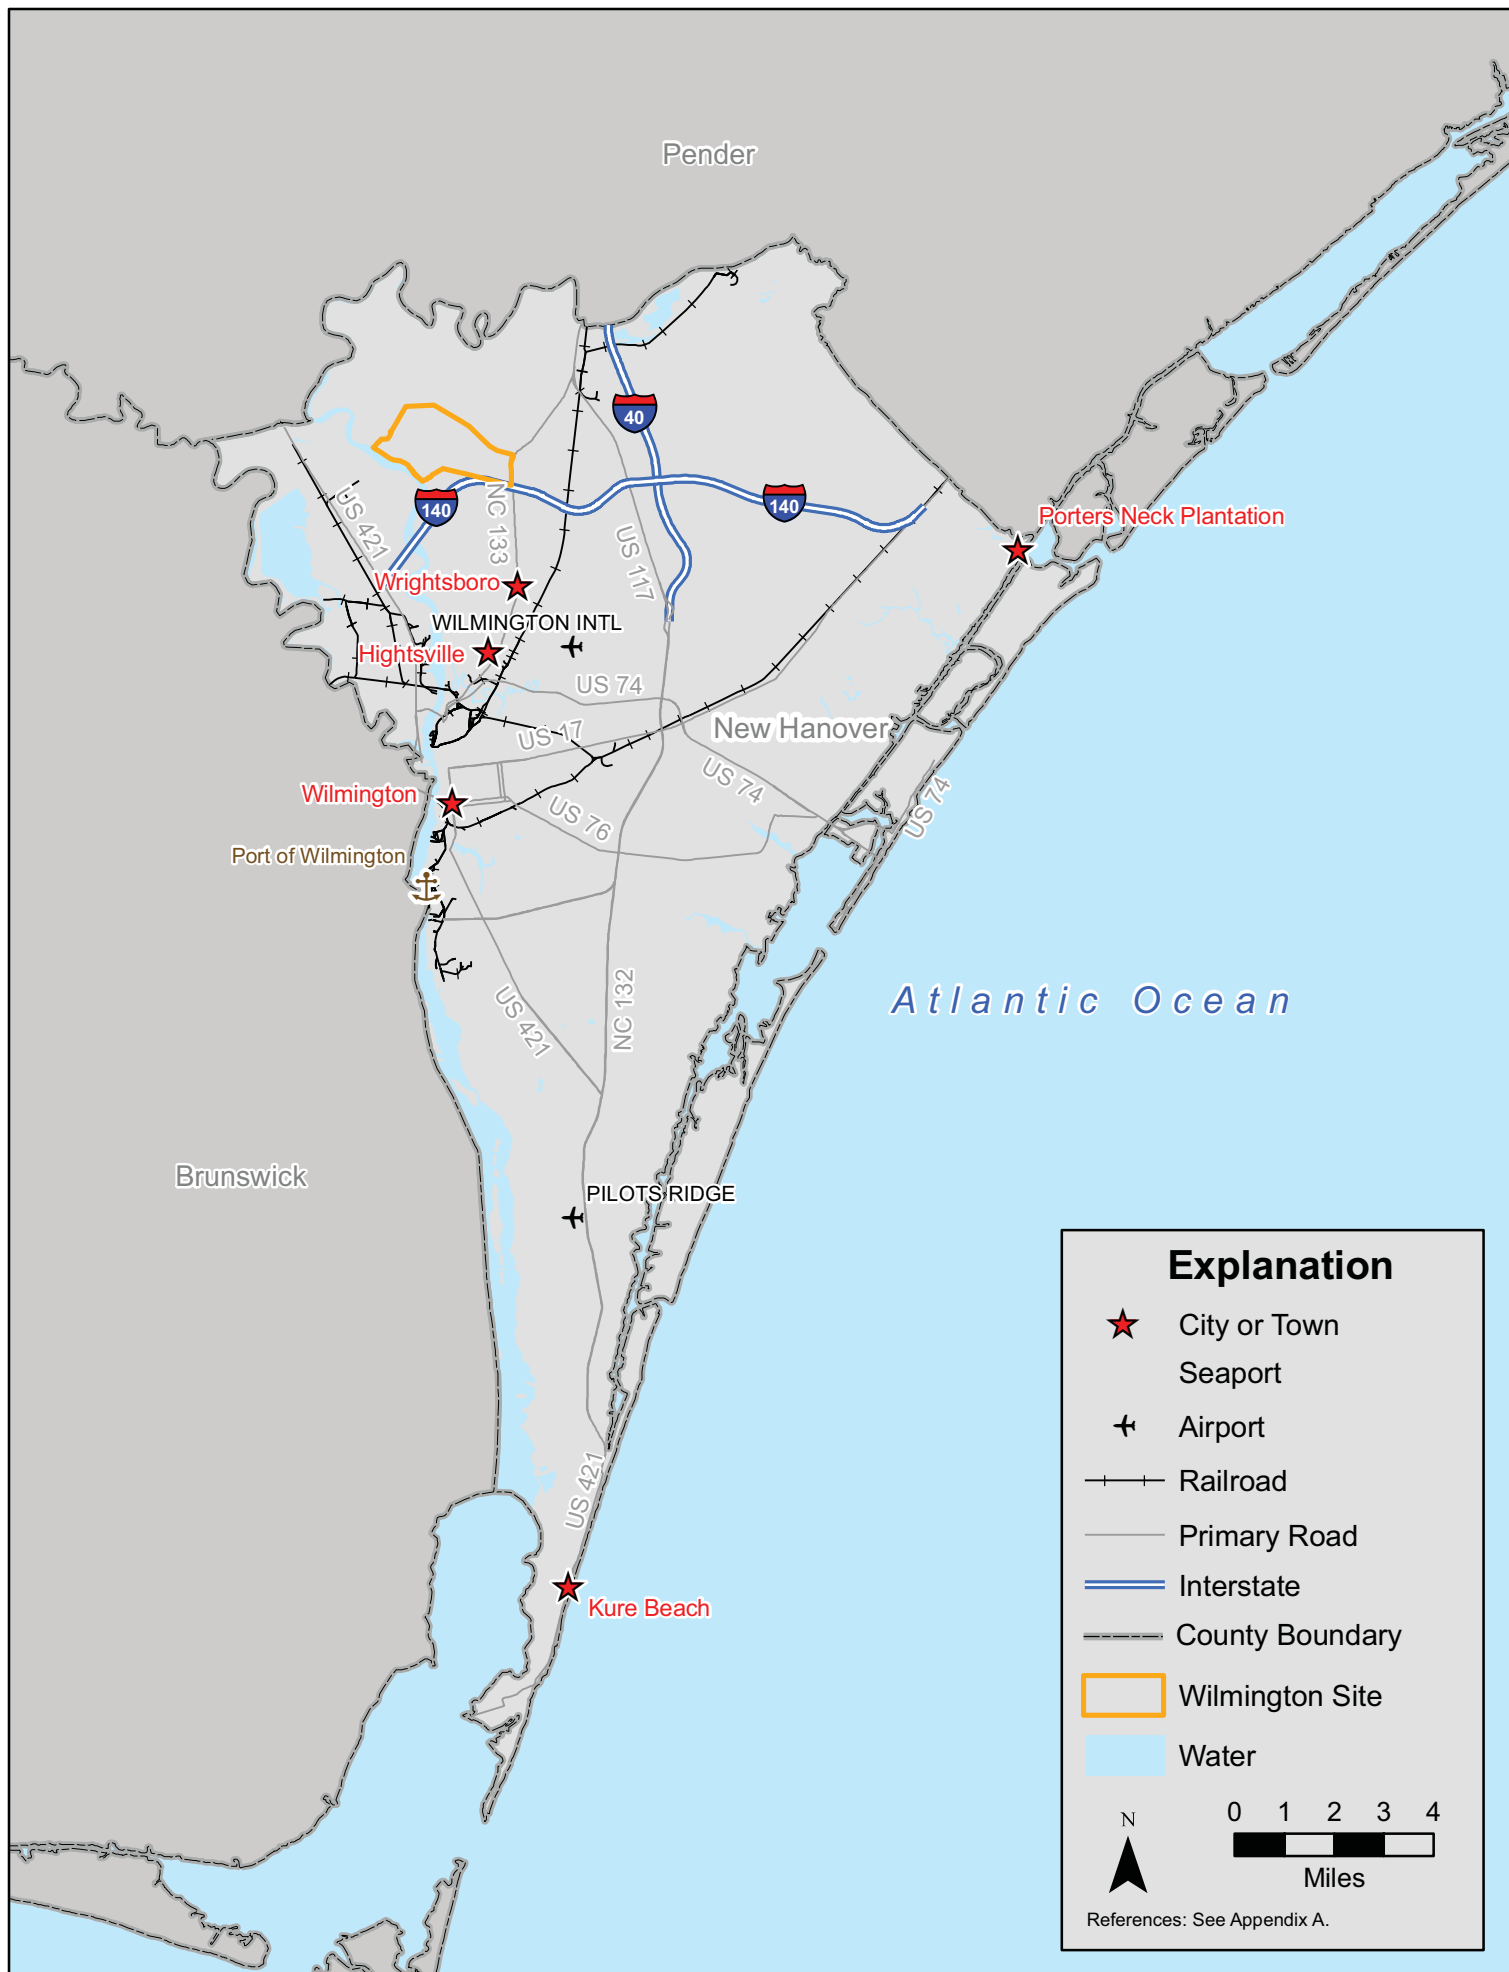 Pender
40
140
140
US 421
NC 133
US 117
Porters Neck Plantation
Wrightsboro
WILMINGTON INTL
Hightsville
US 74
US 17
New Hanover
US 74
US 74
Wilmington
US 76
Port of Wilmington
Atlantic Ocean
US 421
NC 132
Brunswick
PILOTS RIDGE
US 421
Kure Beach
Explanation
City or Town
Seaport
Airport
Railroad
Primary Road
Interstate
County Boundary
Wilmington Site
Water
N
0 1 2 3 4
Miles
References: See Appendix A.